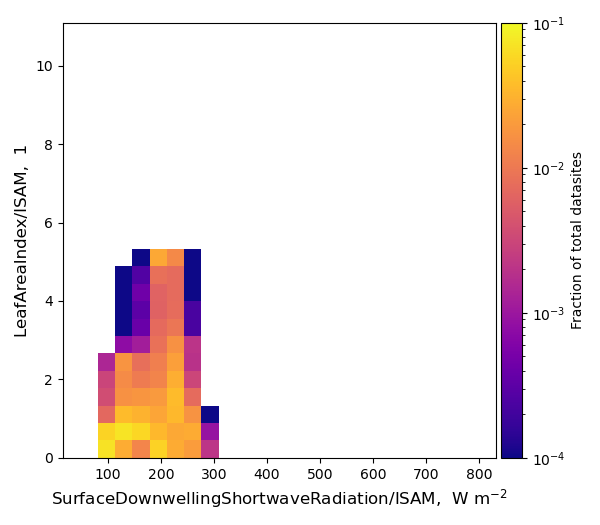 10
8
6
4
2
0
LeafAreaIndex/ISAM,  1
100 200 300 400 500 600 700 800
SurfaceDownwellingShortwaveRadiation/ISAM,  W m⁻²
10⁻¹
10⁻²
10⁻³
10⁻⁴
Fraction of total datasites